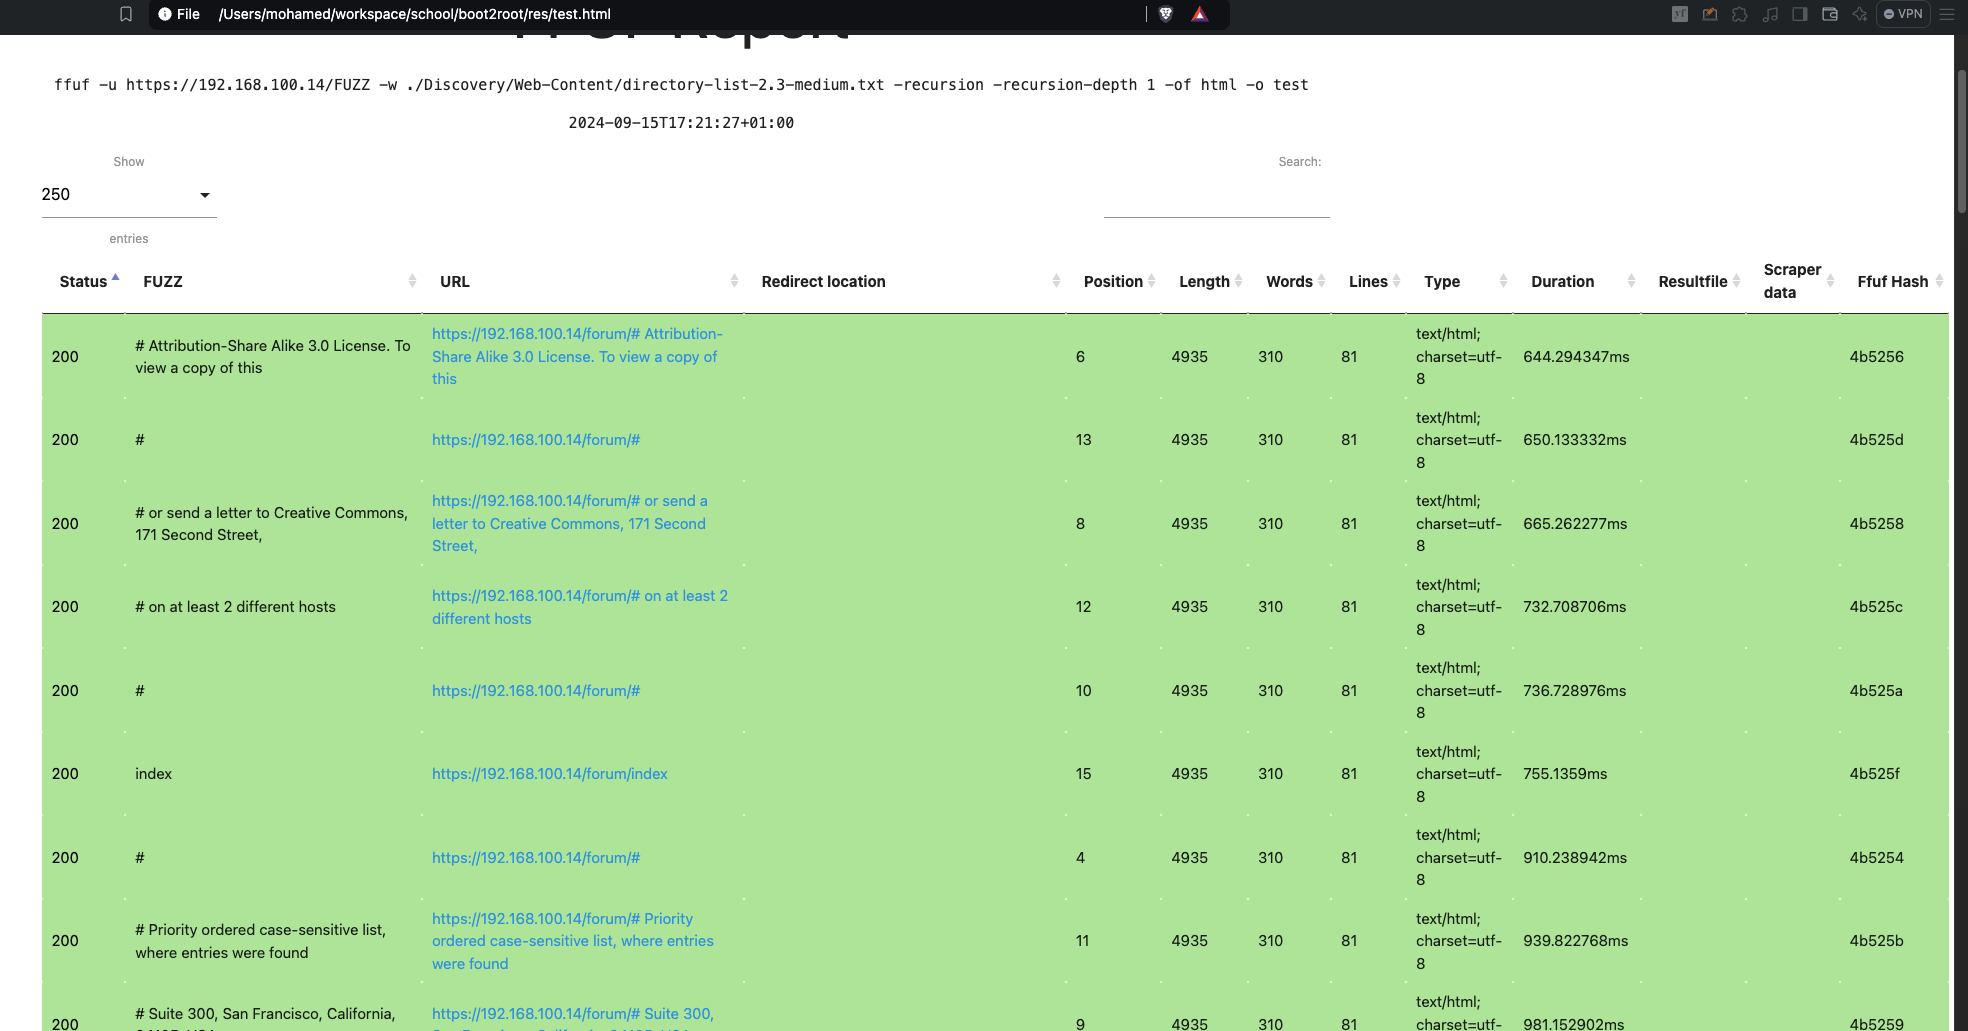 File /Users/mohamed/workspace/school/boot2root/res/test.html
VPN
ffuf -u https://192.168.100.14/FUZZ -w ./Discovery/Web-Content/directory-list-2.3-medium.txt -recursion -recursion-depth 1 -of html -o test
2024-09-15T17:21:27+01:00
Show
Search:
250
entries
Status FUZZ URL Redirect location Position Length Words Lines Type Duration Resultfile Scraper data Ffuf Hash
200 # Attribution-Share Alike 3.0 License. To view a copy of this https://192.168.100.14/forum/# Attribution-Share Alike 3.0 License. To view a copy of this 6 4935 310 81 text/html; charset=utf-8 644.294347ms 4b5256
200 # https://192.168.100.14/forum/# 13 4935 310 81 text/html; charset=utf-8 650.133332ms 4b525d
200 # or send a letter to Creative Commons, 171 Second Street, https://192.168.100.14/forum/# or send a letter to Creative Commons, 171 Second Street, 8 4935 310 81 text/html; charset=utf-8 665.262277ms 4b5258
200 # on at least 2 different hosts https://192.168.100.14/forum/# on at least 2 different hosts 12 4935 310 81 text/html; charset=utf-8 732.708706ms 4b525c
200 # https://192.168.100.14/forum/# 10 4935 310 81 text/html; charset=utf-8 736.728976ms 4b525a
200 index https://192.168.100.14/forum/index 15 4935 310 81 text/html; charset=utf-8 755.1359ms 4b525f
200 # https://192.168.100.14/forum/# 4 4935 310 81 text/html; charset=utf-8 910.238942ms 4b5254
200 # Priority ordered case-sensitive list, where entries were found https://192.168.100.14/forum/# Priority ordered case-sensitive list, where entries were found 11 4935 310 81 text/html; charset=utf-8 939.822768ms 4b525b
200 # Suite 300, San Francisco, California, https://192.168.100.14/forum/# Suite 300, 9 4935 310 81 text/html; charset=utf- 981.152902ms 4b5259